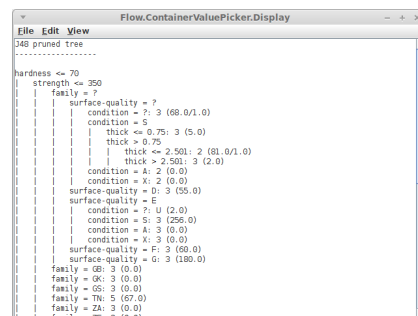 Flow.ContainerValuePicker.Display
File Edit View
J48 pruned tree
------------------
hardness <= 70
|   strength <= 350
|   |   family = ?
|   |   |   surface-quality = ?
|   |   |   |   condition = ?: 3 (68.0/1.0)
|   |   |   |   condition = S
|   |   |   |   |   thick <= 0.75: 3 (5.0)
|   |   |   |   |   thick > 0.75
|   |   |   |   |   |   thick <= 2.501: 2 (81.0/1.0)
|   |   |   |   |   |   thick > 2.501: 3 (2.0)
|   |   |   |   condition = A: 2 (0.0)
|   |   |   |   condition = X: 2 (0.0)
|   |   |   surface-quality = D: 3 (55.0)
|   |   |   surface-quality = E
|   |   |   |   condition = ?: U (2.0)
|   |   |   |   condition = S: 3 (256.0)
|   |   |   |   condition = A: 3 (0.0)
|   |   |   |   condition = X: 3 (0.0)
|   |   |   surface-quality = F: 3 (60.0)
|   |   |   surface-quality = G: 3 (180.0)
|   |   family = GB: 3 (0.0)
|   |   family = GK: 3 (0.0)
|   |   family = GS: 3 (0.0)
|   |   family = TN: 5 (67.0)
|   |   family = ZA: 3 (0.0)